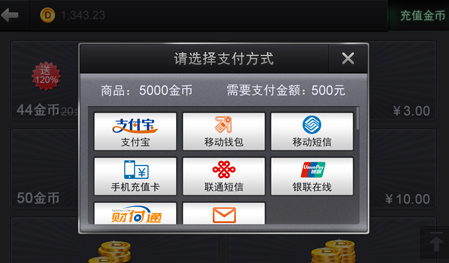 1,343.23
充值金币
请选择支付方式
商品：5000金币
需要支付金额：500元
送
120%
44金币
¥3.00
支付宝
支付宝
移动钱包
移动短信
手机充值卡
联通短信
UnionPay
银联
银联在线
50金币
¥10.00
财付通